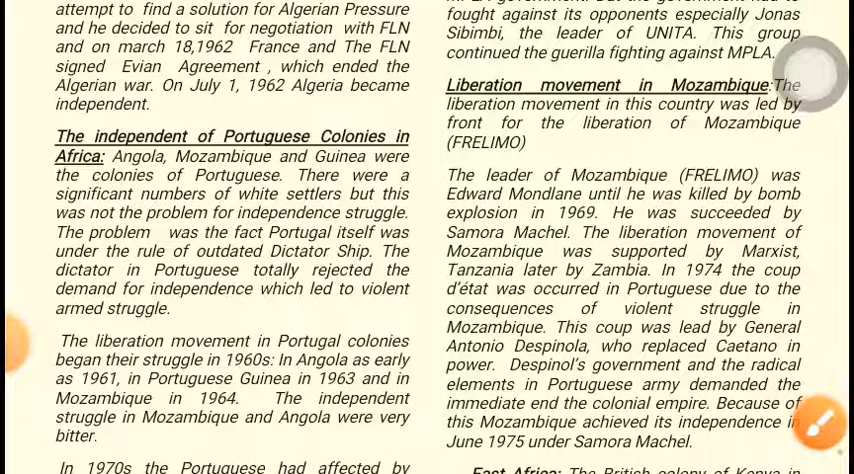 attempt to find a solution for Algerian Pressure
and he decided to sit for negotiation with FLN
and on march 18,1962 France and The FLN
signed Evian Agreement , which ended the
Algerian war. On July 1, 1962 Algeria became
independent.
The independent of Portuguese Colonies in
Africa: Angola, Mozambique and Guinea were
the colonies of Portuguese. There were a
significant numbers of white settlers but this
was not the problem for independence struggle.
The problem was the fact Portugal itself was
under the rule of outdated Dictator Ship. The
dictator in Portuguese totally rejected the
demand for independence which led to violent
armed struggle.
The liberation movement in Portugal colonies
began their struggle in 1960s: In Angola as early
as 1961, in Portuguese Guinea in 1963 and in
Mozambique in 1964. The independent
struggle in Mozambique and Angola were very
bitter.
In 1970s the Portuguese had affected by
fought against its opponents especially Jonas
Sibimbi, the leader of UNITA. This group
continued the guerilla fighting against MPLA.
Liberation movement in Mozambique:The
liberation movement in this country was led by
front for the liberation of Mozambique
(FRELIMO)
The leader of Mozambique (FRELIMO) was
Edward Mondlane until he was killed by bomb
explosion in 1969. He was succeeded by
Samora Machel. The liberation movement of
Mozambique was supported by Marxist,
Tanzania later by Zambia. In 1974 the coup
d’état was occurred in Portuguese due to the
consequences of violent struggle in
Mozambique. This coup was lead by General
Antonio Despinola, who replaced Caetano in
power. Despinol’s government and the radical
elements in Portuguese army demanded the
immediate end the colonial empire. Because of
this Mozambique achieved its independence in
June 1975 under Samora Machel.
East Africa: The British colony of Kenya in